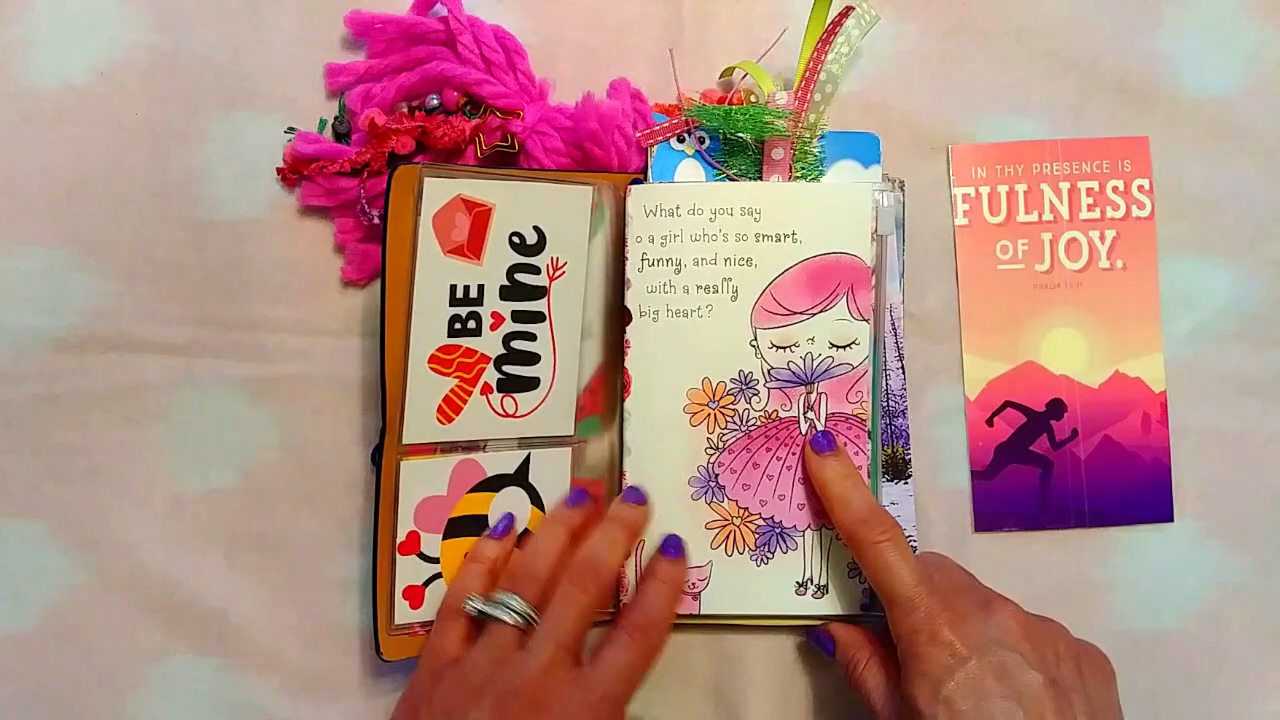 BE
mine
What do you say
o a girl who's so smart,
funny, and nice,
with a really
big heart?
IN THY PRESENCE IS
FULNESS
OF JOY.